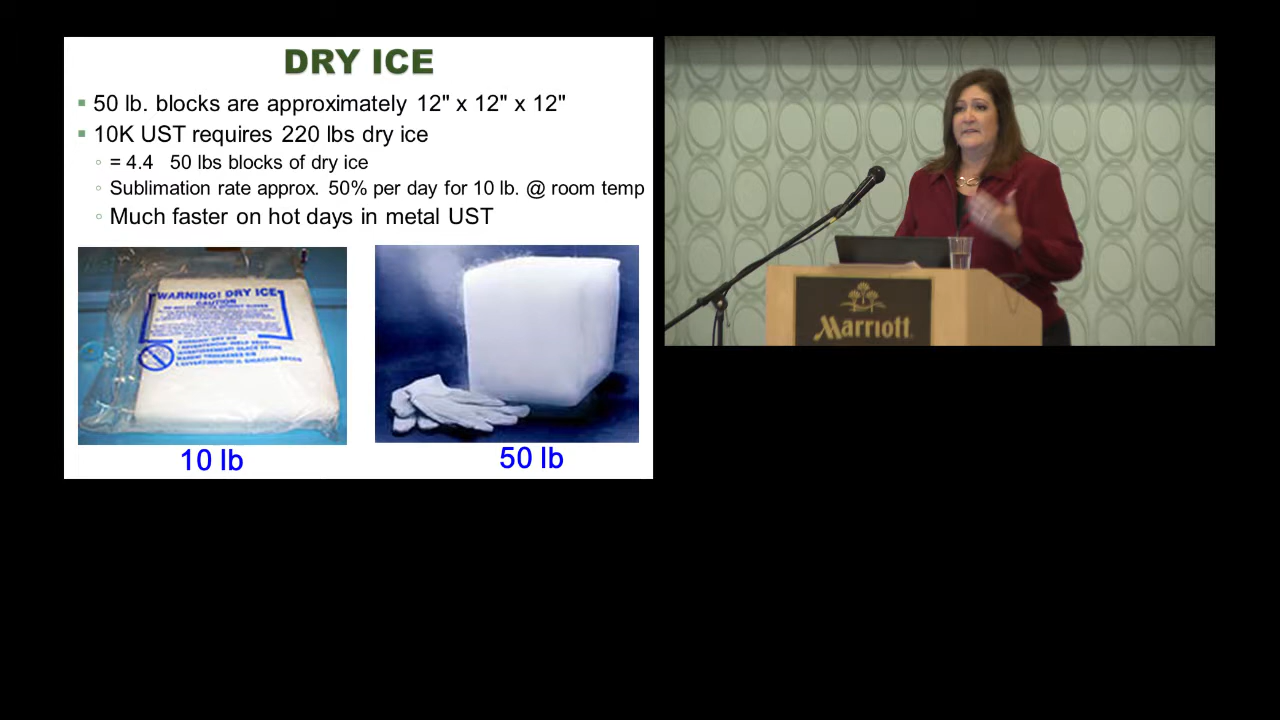 DRY ICE
50 lb. blocks are approximately 12" x 12" x 12"
10K UST requires 220 lbs dry ice
= 4.4 50 lbs blocks of dry ice
Sublimation rate approx. 50% per day for 10 lb. @ room temp
Much faster on hot days in metal UST
WARNING! DRY ICE
CAUTION
10 lb
50 lb
Marriott